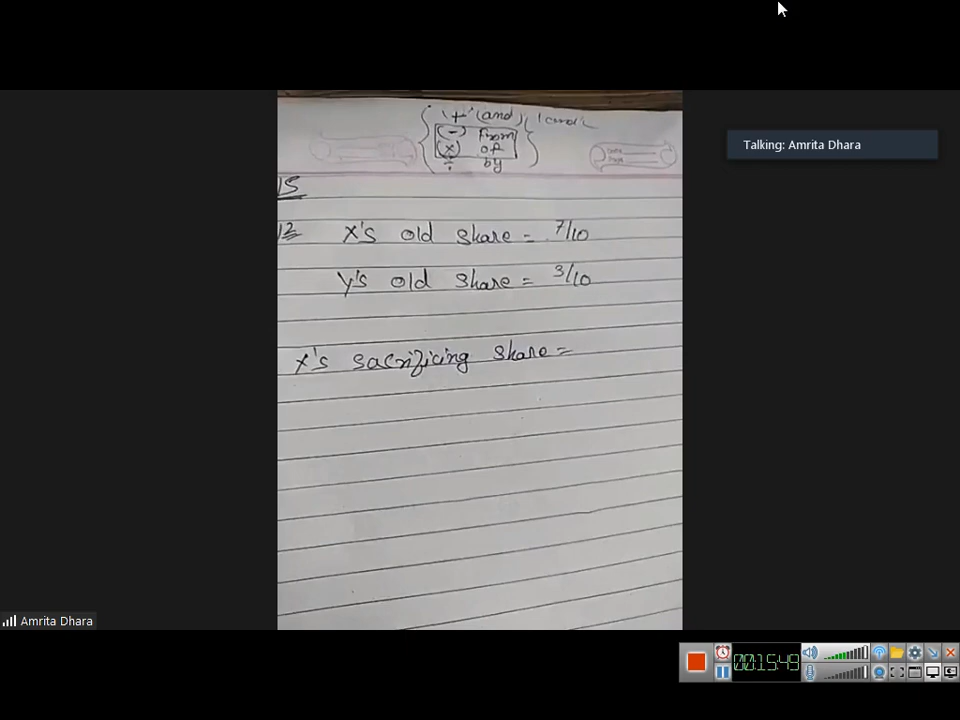 '+' (and)
(-) From
(x) of
÷ by
Talking: Amrita Dhara
15
12 X's old share = 7/10
Y's old share = 3/10
X's sacrificing share =
Amrita Dhara
00:15:49